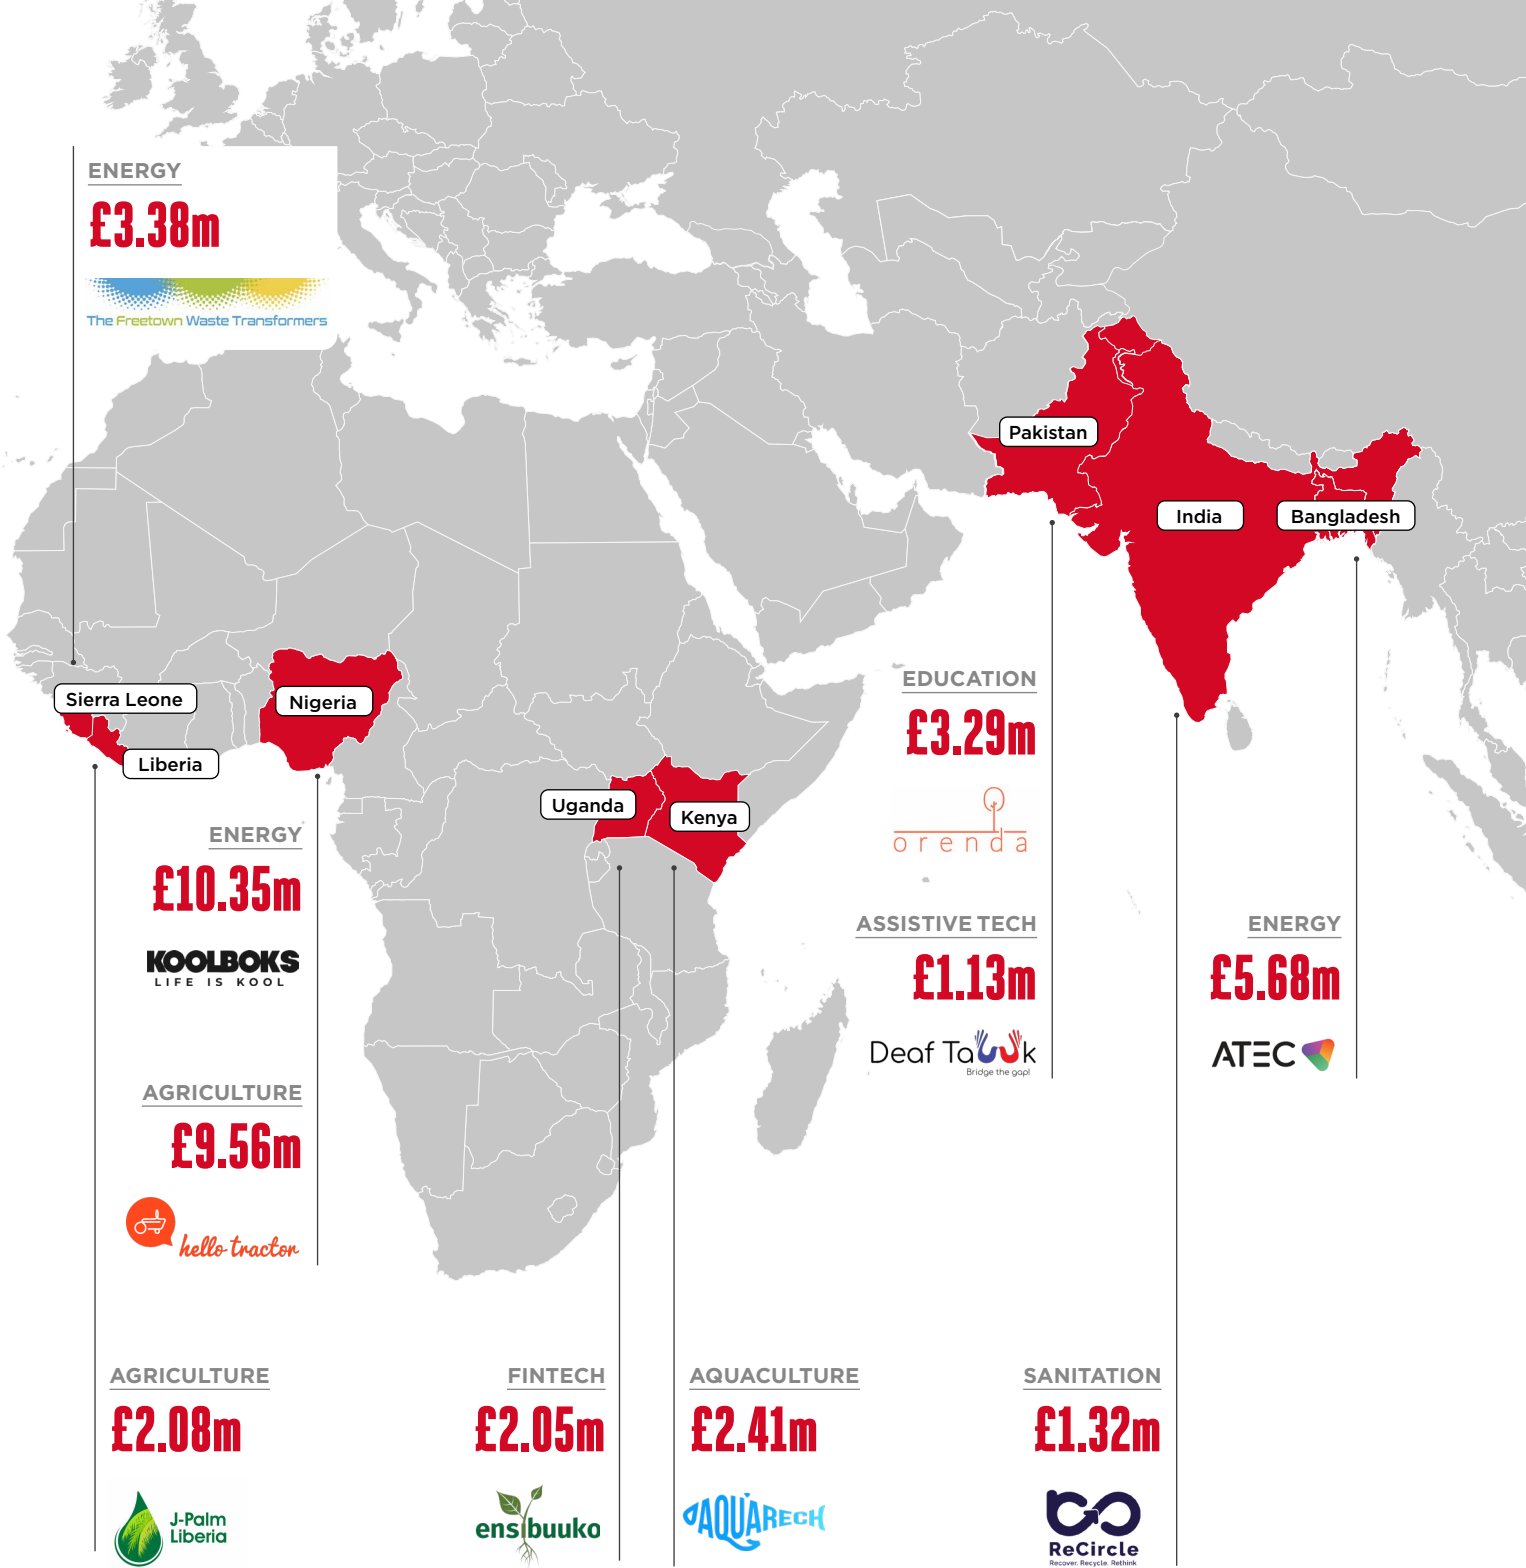 ENERGY
£3.38m
The Freetown Waste Transformers
Pakistan
India
Bangladesh
Sierra Leone
Nigeria
Liberia
Uganda
Kenya
EDUCATION
£3.29m
orenda
ENERGY
£10.35m
KOOLBOKS
LIFE IS KOOL
ASSISTIVE TECH
£1.13m
Deaf Tawk
Bridge the gap!
ENERGY
£5.68m
ATEC
AGRICULTURE
£9.56m
hello tractor
AGRICULTURE
£2.08m
J-Palm
Liberia
FINTECH
£2.05m
ensibuuko
AQUACULTURE
£2.41m
AQUARECH
SANITATION
£1.32m
ReCircle
Recover. Recycle. Rethink